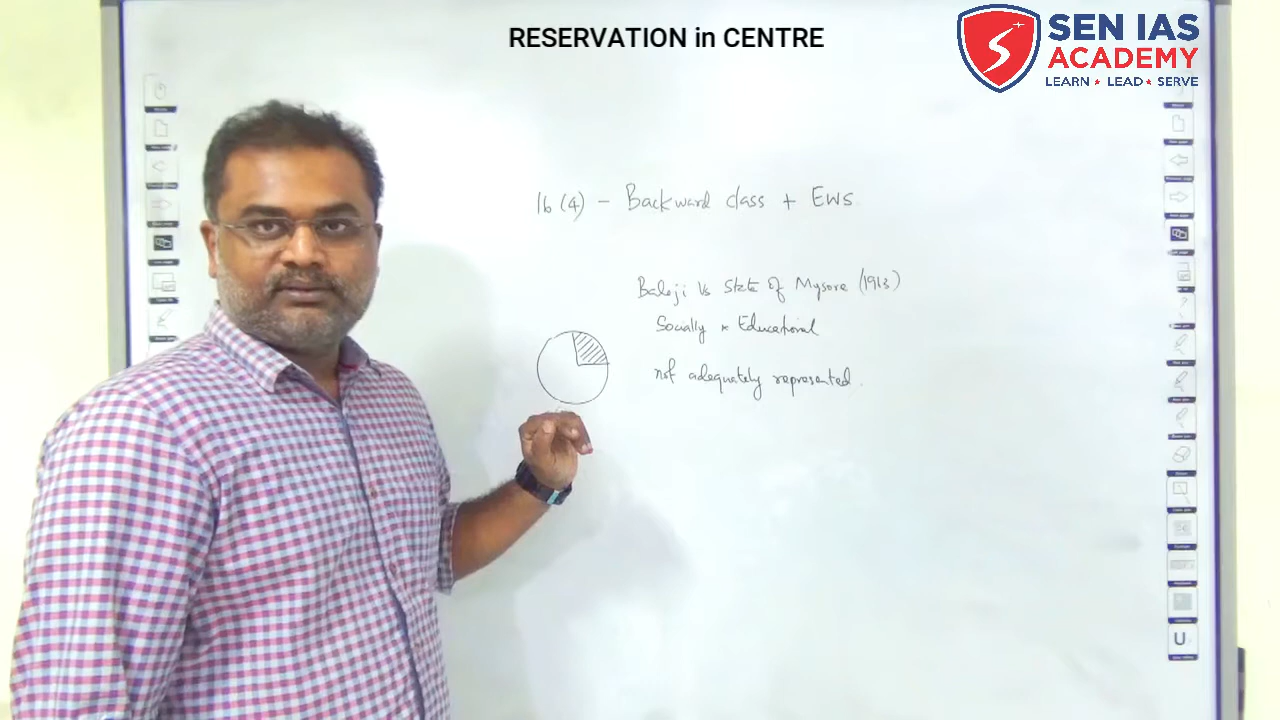 RESERVATION in CENTRE
SEN IAS
ACADEMY
LEARN ★ LEAD ★ SERVE
16 (4) - Backward class + EWS
Balaji Vs State of Mysore (1963)
Socially * Educational
not adequately represented.
U